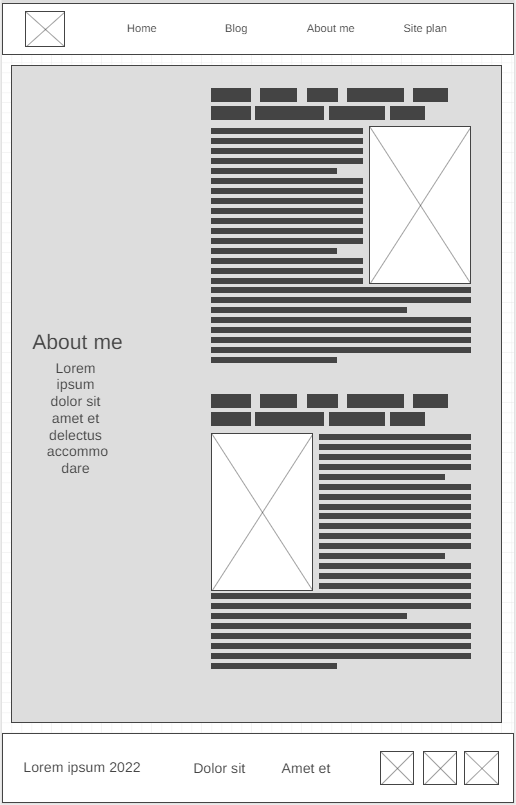 Home Blog About me Site plan
About me
Lorem
ipsum
dolor sit
amet et
delectus
accommo
dare
Lorem ipsum 2022 Dolor sit Amet et